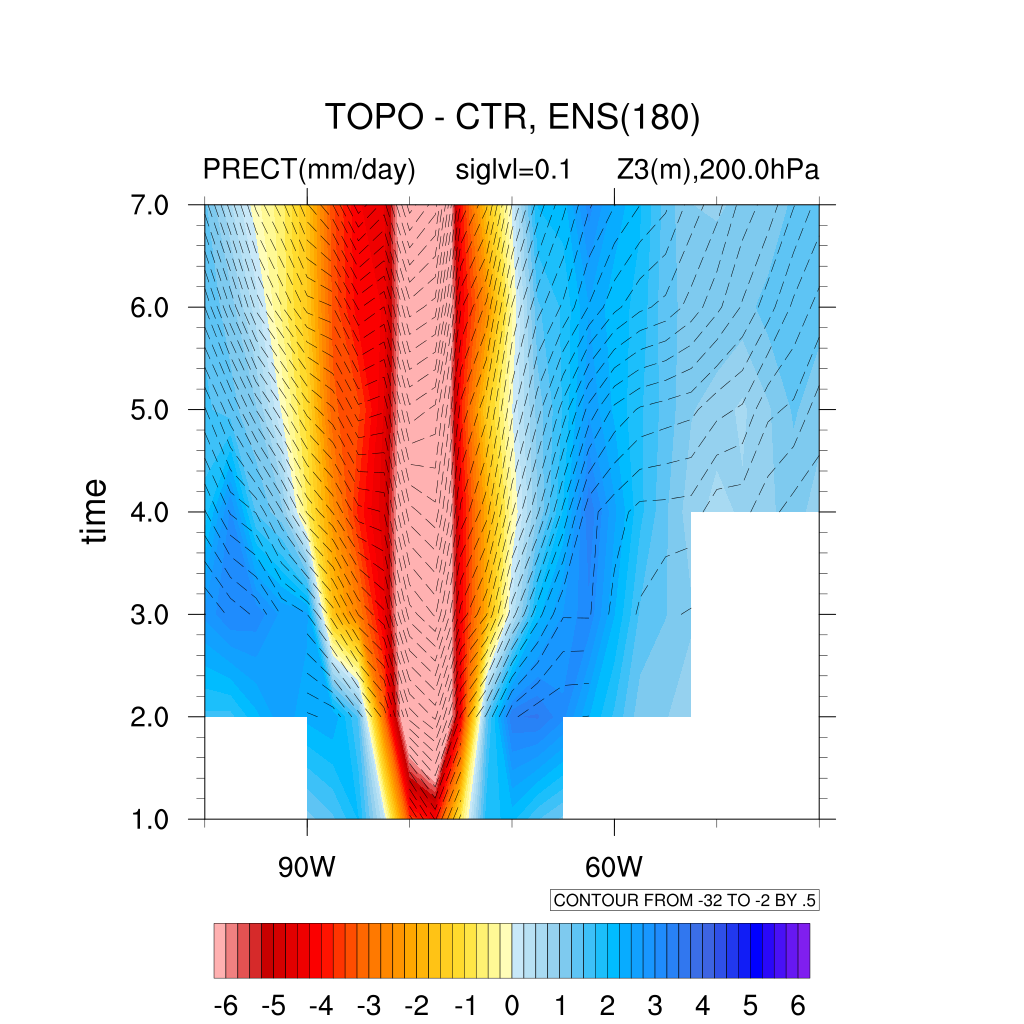 TOPO - CTR, ENS(180)
PRECT(mm/day) siglvl=0.1 Z3(m),200.0hPa
7.0
6.0
5.0
4.0
3.0
2.0
1.0
time
90W 60W
CONTOUR FROM -32 TO -2 BY .5
-6 -5 -4 -3 -2 -1 0 1 2 3 4 5 6